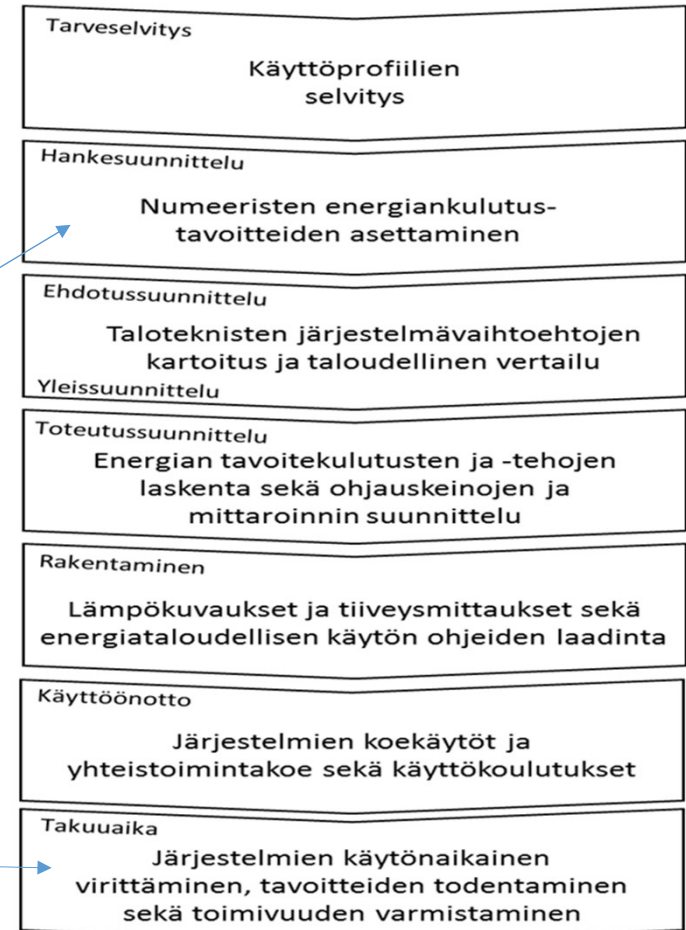 Tarveselvitys
Käyttöprofiilien
selvitys
Hankesuunnittelu
Numeeristen energiankulutus-
tavoitteiden asettaminen
Ehdotussuunnittelu
Taloteknisten järjestelmävaihtoehtojen
kartoitus ja taloudellinen vertailu
Yleissuunnittelu
Toteutussuunnittelu
Energian tavoitekulutusten ja -tehojen
laskenta sekä ohjauskeinojen ja
mittaroinnin suunnittelu
Rakentaminen
Lämpökuvaukset ja tiiveysmittaukset sekä
energiataloudellisen käytön ohjeiden laadinta
Käyttöönotto
Järjestelmien koekäytöt ja
yhteistoimintakoe sekä käyttökoulutukset
Takuuaika
Järjestelmien käytönaikainen
virittäminen, tavoitteiden todentaminen
sekä toimivuuden varmistaminen